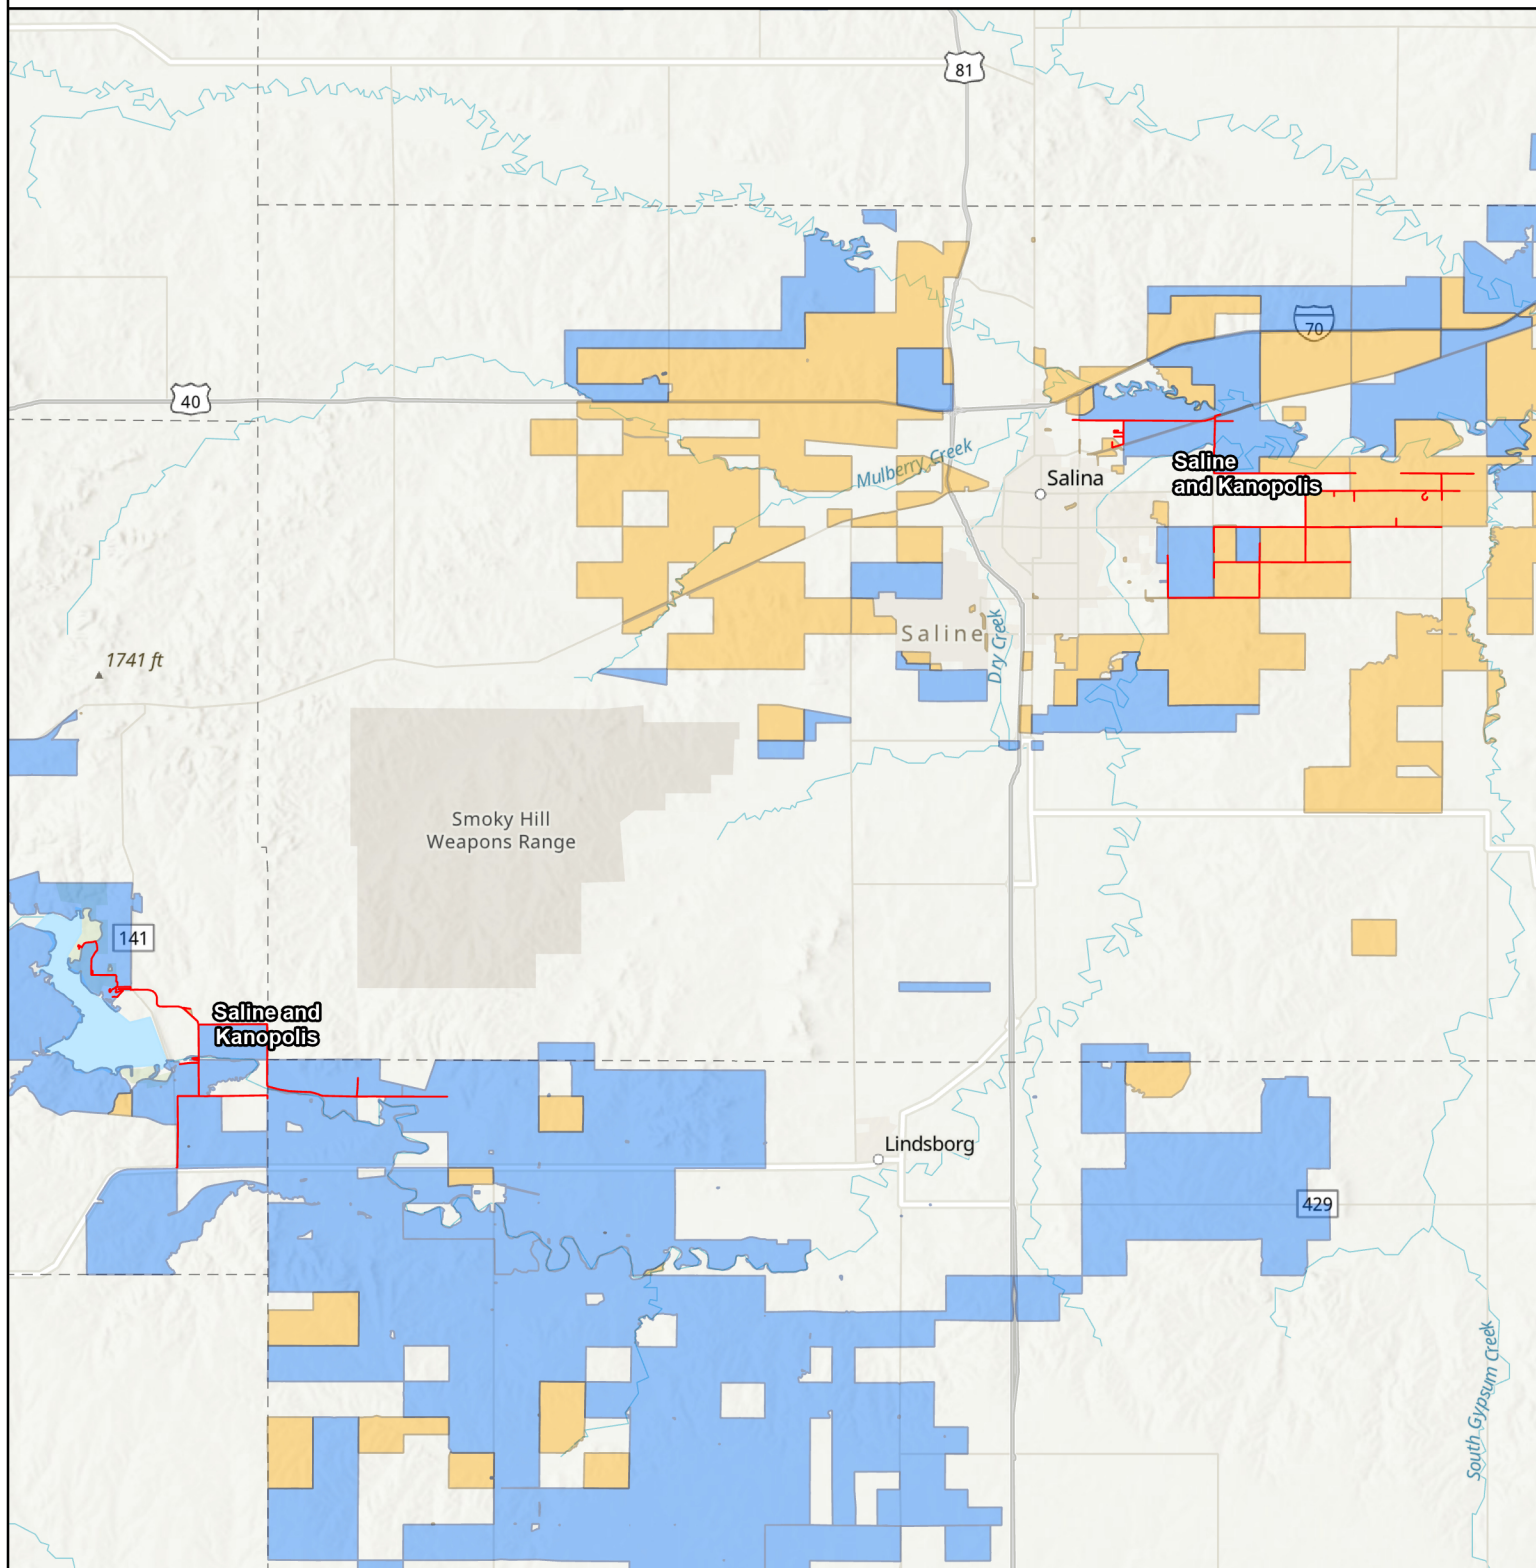 81
70
40
Mulberry Creek
Salina
Saline
and Kanopolis
Saline
Dry Creek
1741 ft
Smoky Hill
Weapons Range
141
Saline and
Kanopolis
Lindsborg
429
South Gypsum Creek